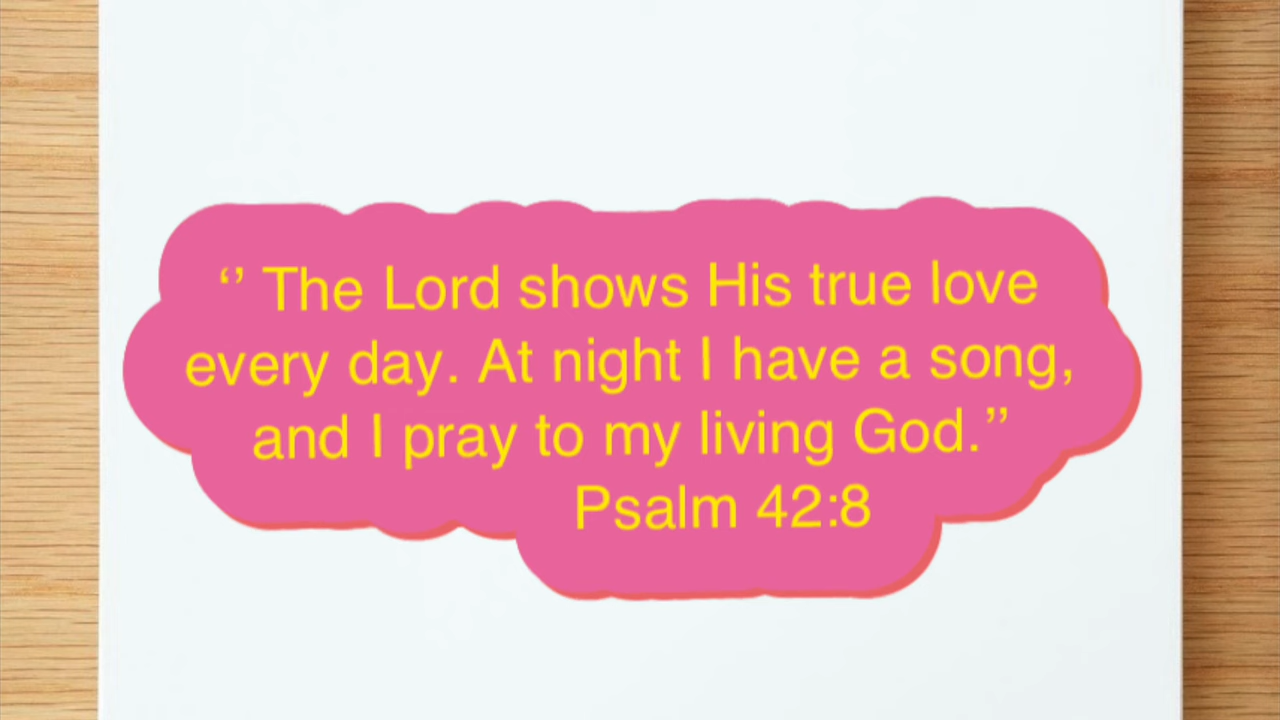 ‘’ The Lord shows His true love
every day. At night I have a song,
and I pray to my living God.”
Psalm 42:8